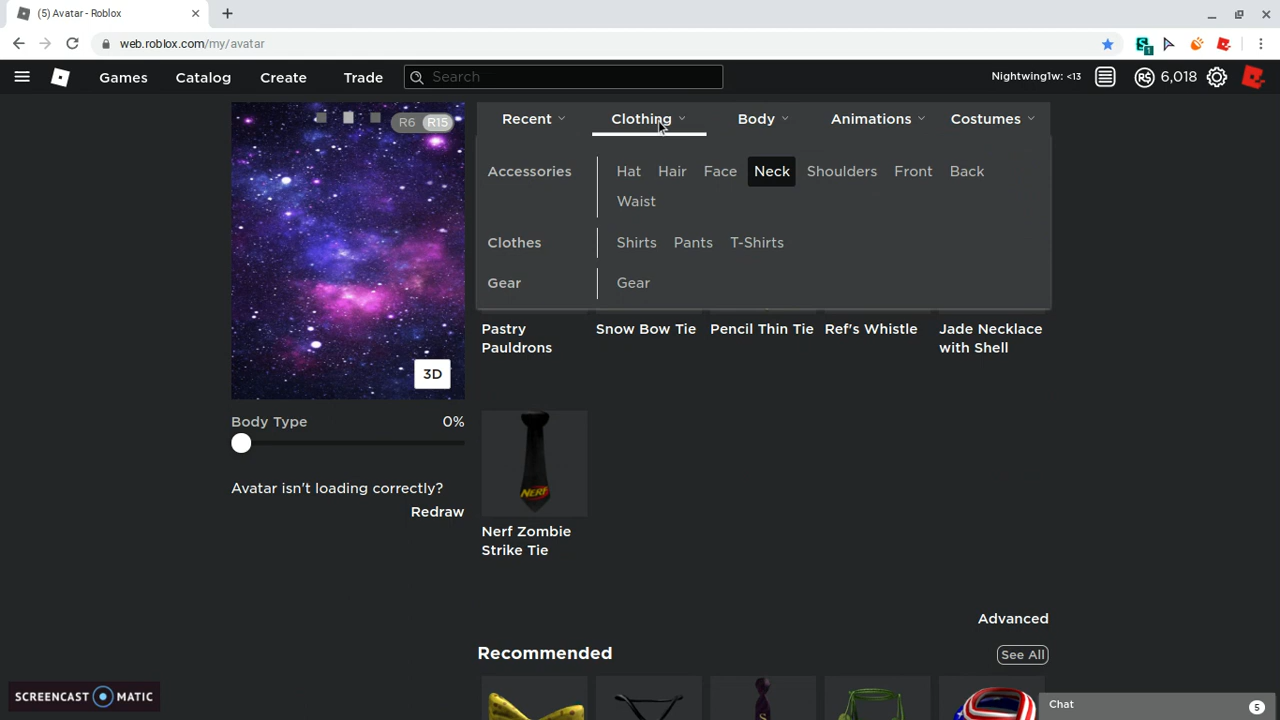 (5) Avatar - Roblox
web.roblox.com/my/avatar
1
Games Catalog Create Trade Search Nightwing1w: <13 R$ 6,018
R6 R15
Recent Clothing Body Animations Costumes
Accessories Hat Hair Face Neck Shoulders Front Back
Waist
Clothes Shirts Pants T-Shirts
Gear Gear
Pastry Pauldrons
Snow Bow Tie
Pencil Thin Tie
Ref's Whistle
Jade Necklace with Shell
3D
Body Type 0%
Avatar isn't loading correctly?
Redraw
NERF
Nerf Zombie
Strike Tie
Advanced
Recommended See All
SCREENCAST MATIC
Chat 5